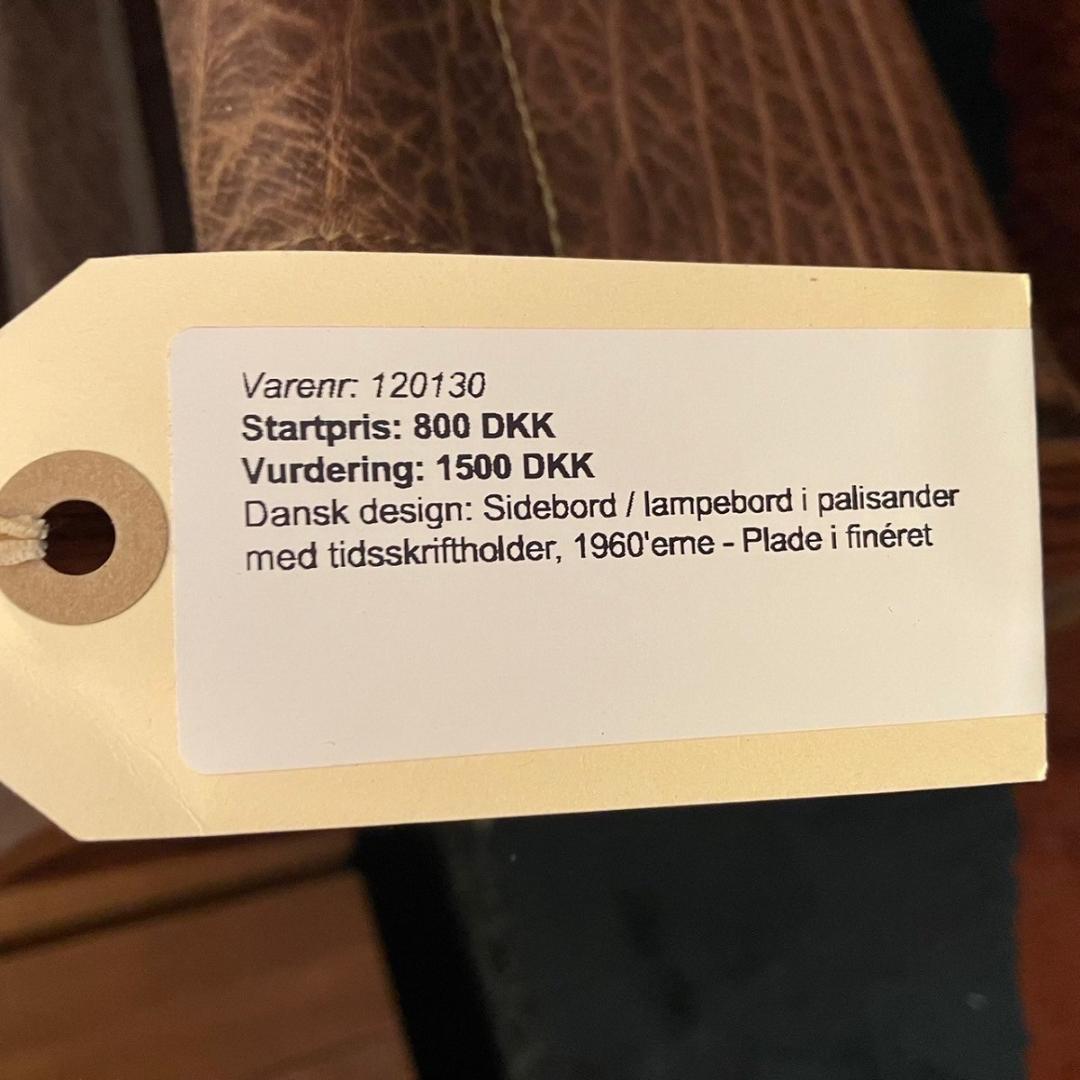 Varenr: 120130
Startpris: 800 DKK
Vurdering: 1500 DKK
Dansk design: Sidebord / lampebord i palisander
med tidsskriftholder, 1960'erne - Plade i finéret